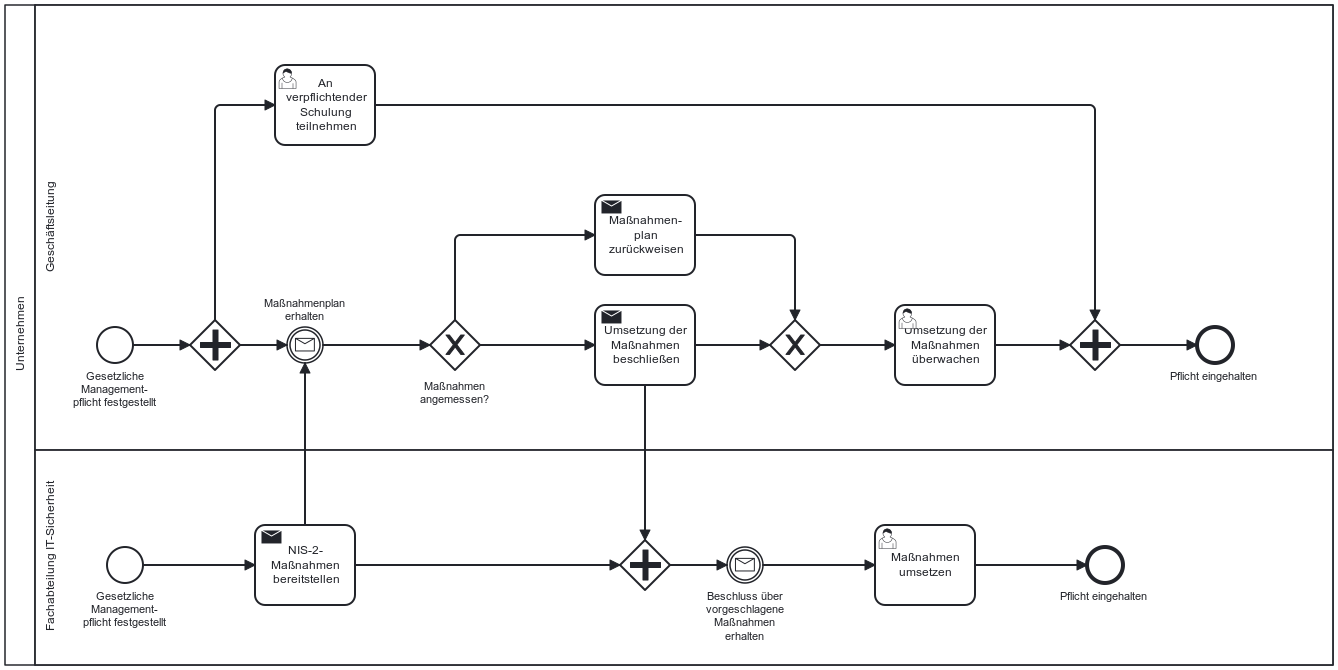 Unternehmen
Geschäftsleitung
An
verpflichtender
Schulung
teilnehmen
Maßnahmen-
plan
zurückweisen
Maßnahmenplan
erhalten
Gesetzliche
Management-
pflicht festgestellt
X
Maßnahmen
angemessen?
Umsetzung der
Maßnahmen
beschließen
X
Umsetzung der
Maßnahmen
überwachen
Pflicht eingehalten
Fachabteilung IT-Sicherheit
Gesetzliche
Management-
pflicht festgestellt
NIS-2-
Maßnahmen
bereitstellen
Beschluss über
vorgeschlagene
Maßnahmen
erhalten
Maßnahmen
umsetzen
Pflicht eingehalten